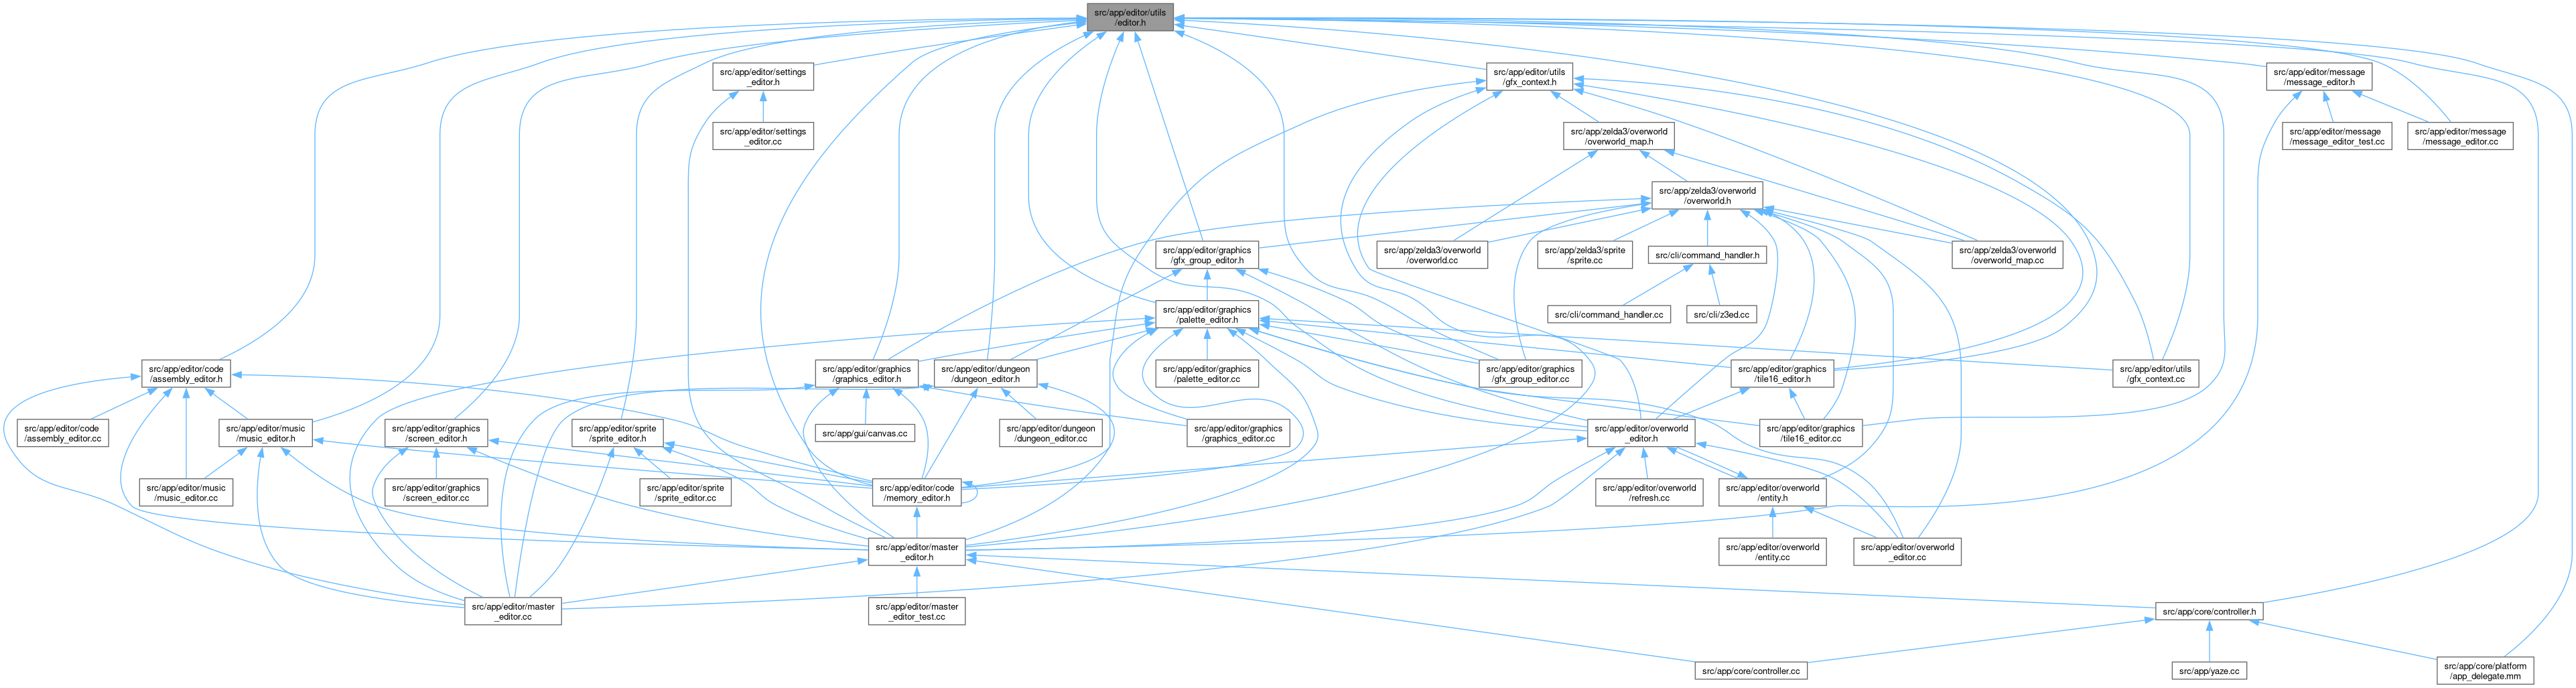 src/app/editor/utils
/editor.h
src/app/editor/settings
_editor.h
src/app/editor/utils
/gfx_context.h
src/app/editor/message
/message_editor.h
src/app/editor/settings
_editor.cc
src/app/zelda3/overworld
/overworld_map.h
src/app/editor/message
/message_editor_test.cc
src/app/editor/message
/message_editor.cc
src/app/zelda3/overworld
/overworld.h
src/app/editor/graphics
/gfx_group_editor.h
src/app/zelda3/overworld
/overworld.cc
src/app/zelda3/sprite
/sprite.cc
src/cli/command_handler.h
src/app/zelda3/overworld
/overworld_map.cc
src/app/editor/graphics
/palette_editor.h
src/cli/command_handler.cc
src/cli/z3ed.cc
src/app/editor/code
/assembly_editor.h
src/app/editor/graphics
/graphics_editor.h
src/app/editor/dungeon
/dungeon_editor.h
src/app/editor/graphics
/palette_editor.cc
src/app/editor/graphics
/gfx_group_editor.cc
src/app/editor/graphics
/tile16_editor.h
src/app/editor/utils
/gfx_context.cc
src/app/editor/code
/assembly_editor.cc
src/app/editor/music
/music_editor.h
src/app/editor/graphics
/screen_editor.h
src/app/editor/sprite
/sprite_editor.h
src/app/gui/canvas.cc
src/app/editor/dungeon
/dungeon_editor.cc
src/app/editor/graphics
/graphics_editor.cc
src/app/editor/overworld
_editor.h
src/app/editor/graphics
/tile16_editor.cc
src/app/editor/music
/music_editor.cc
src/app/editor/graphics
/screen_editor.cc
src/app/editor/sprite
/sprite_editor.cc
src/app/editor/code
/memory_editor.h
src/app/editor/overworld
/refresh.cc
src/app/editor/overworld
/entity.h
src/app/editor/master
_editor.h
src/app/editor/overworld
/entity.cc
src/app/editor/overworld
_editor.cc
src/app/editor/master
_editor.cc
src/app/editor/master
_editor_test.cc
src/app/core/controller.h
src/app/core/controller.cc
src/app/yaze.cc
src/app/core/platform
/app_delegate.mm